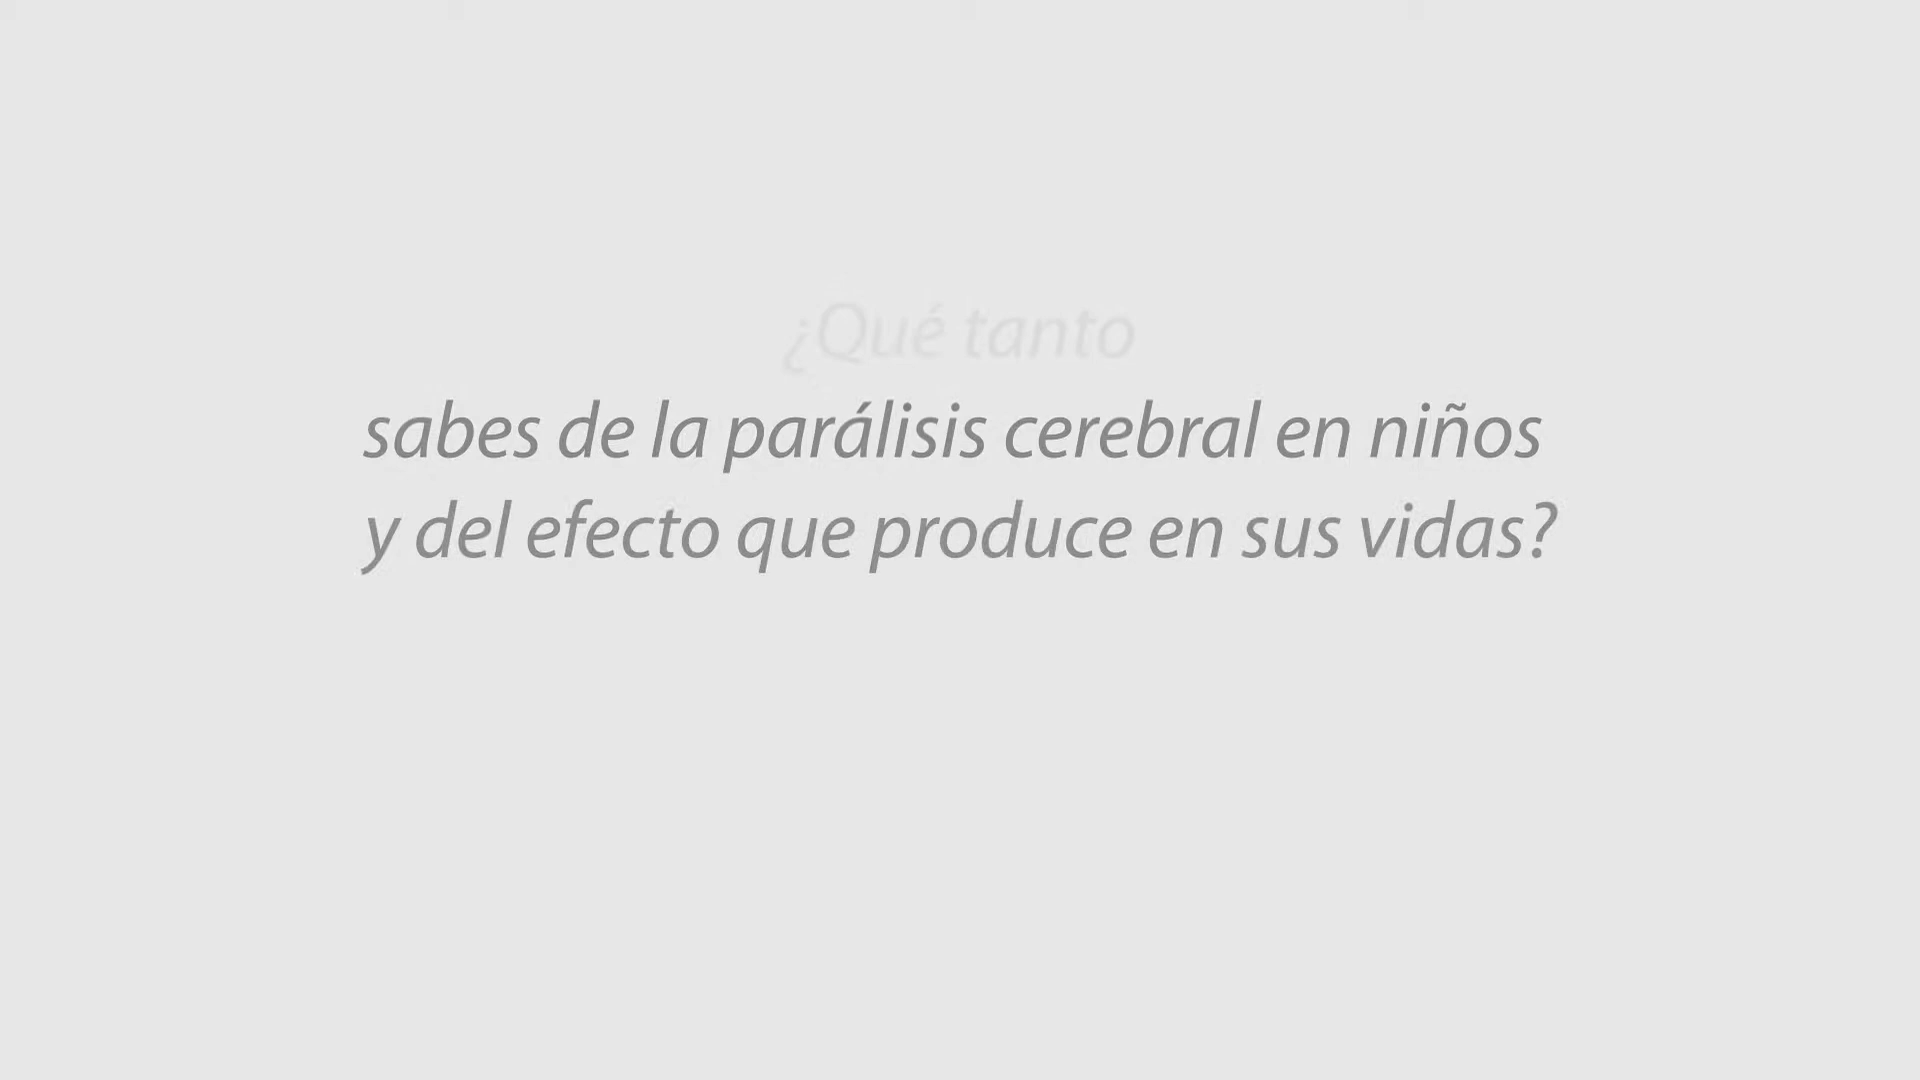 ¿Qué tanto
sabes de la parálisis cerebral en niños
y del efecto que produce en sus vidas?